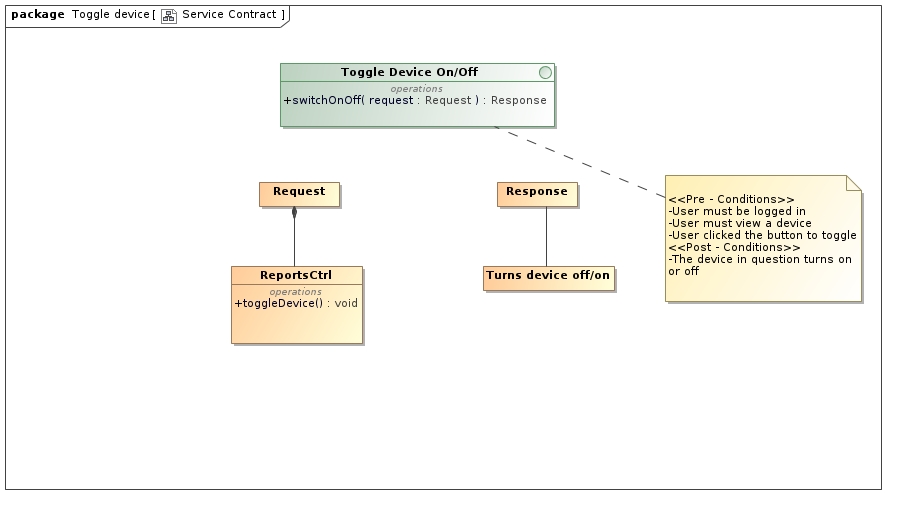 package Toggle device[ Service Contract ]
Toggle Device On/Off
operations
+switchOnOff( request : Request ) : Response
Request
Response
<<Pre - Conditions>>
-User must be logged in
-User must view a device
-User clicked the button to toggle
<<Post - Conditions>>
-The device in question turns on
or off
ReportsCtrl
operations
+toggleDevice() : void
Turns device off/on